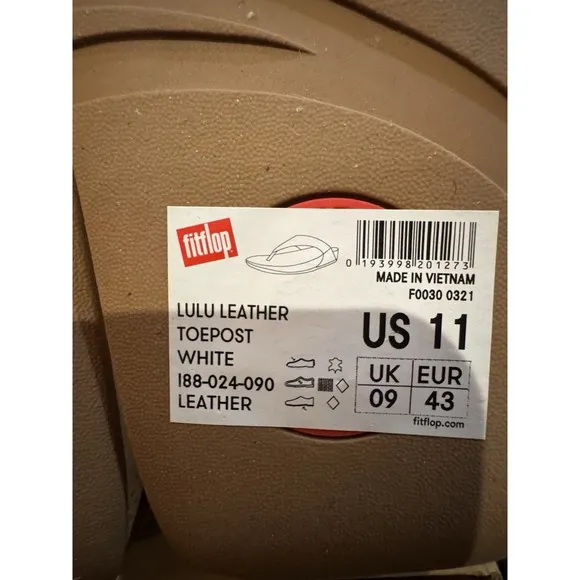 fitflop
0 193998 201273
MADE IN VIETNAM
F0030 0321
LULU LEATHER
TOEPOST
WHITE
188-024-090
LEATHER
US 11
UK EUR
09 43
fitflop.com